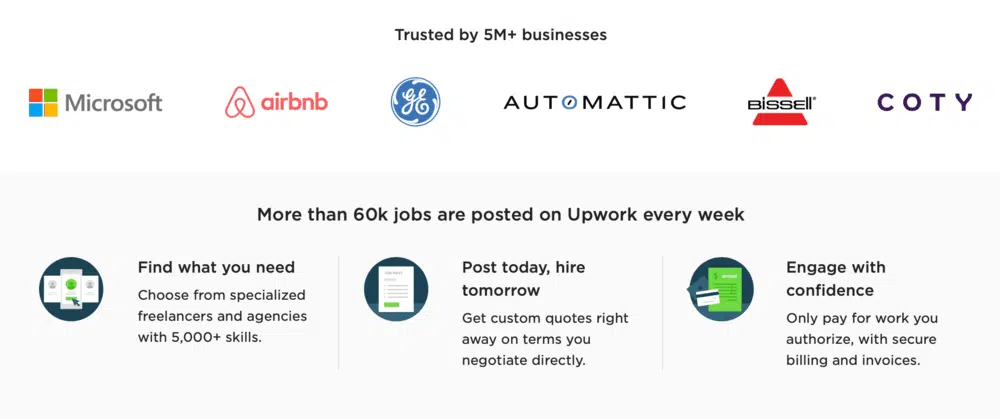 Trusted by 5M+ businesses
Microsoft
airbnb
GE
AUTOMATTIC
BISSELL®
COTY
More than 60k jobs are posted on Upwork every week
Find what you need
Choose from specialized
freelancers and agencies
with 5,000+ skills.
Post today, hire
tomorrow
Get custom quotes right
away on terms you
negotiate directly.
Engage with
confidence
Only pay for work you
authorize, with secure
billing and invoices.